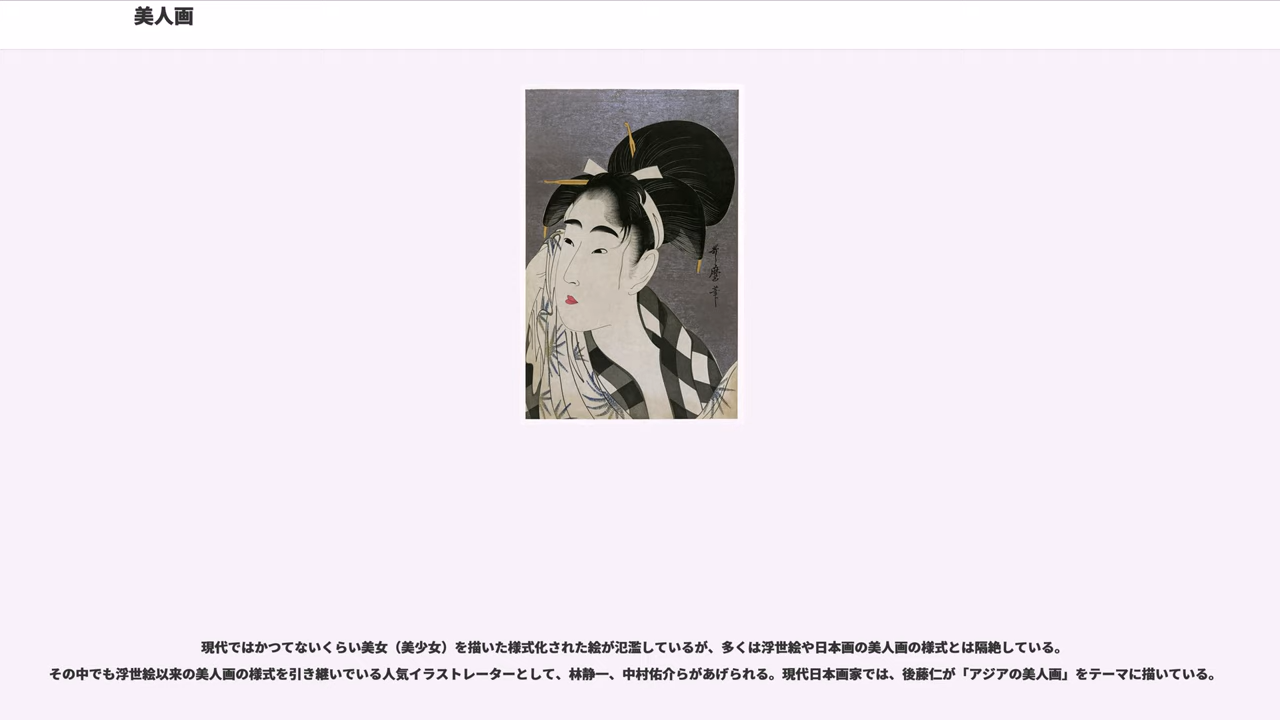 美人画
哥麿筆
現代ではかつてないくらい美女（美少女）を描いた様式化された絵が氾濫しているが、多くは浮世絵や日本画の美人画の様式とは隔絶している。
その中でも浮世絵以来の美人画の様式を引き継いでいる人気イラストレーターとして、林静一、中村佑介らがあげられる。現代日本画家では、後藤仁が「アジアの美人画」をテーマに描いている。